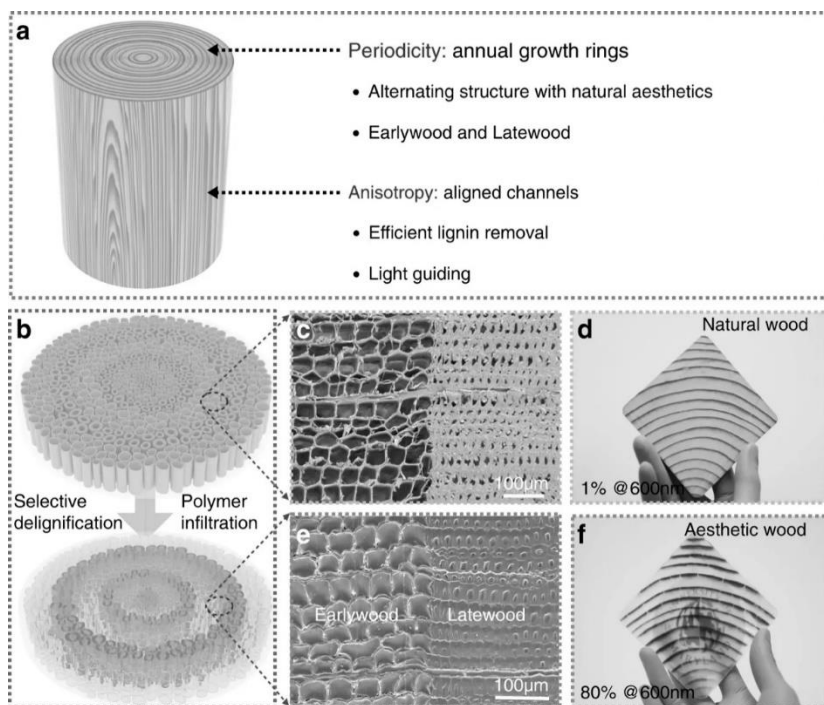 a
Periodicity: annual growth rings
• Alternating structure with natural aesthetics
• Earlywood and Latewood
Anisotropy: aligned channels
• Efficient lignin removal
• Light guiding
b
Selective
delignification
Polymer
infiltration
c
100μm
d
Natural wood
1% @600nm
e
Earlywood
Latewood
100μm
f
Aesthetic wood
80% @600nm